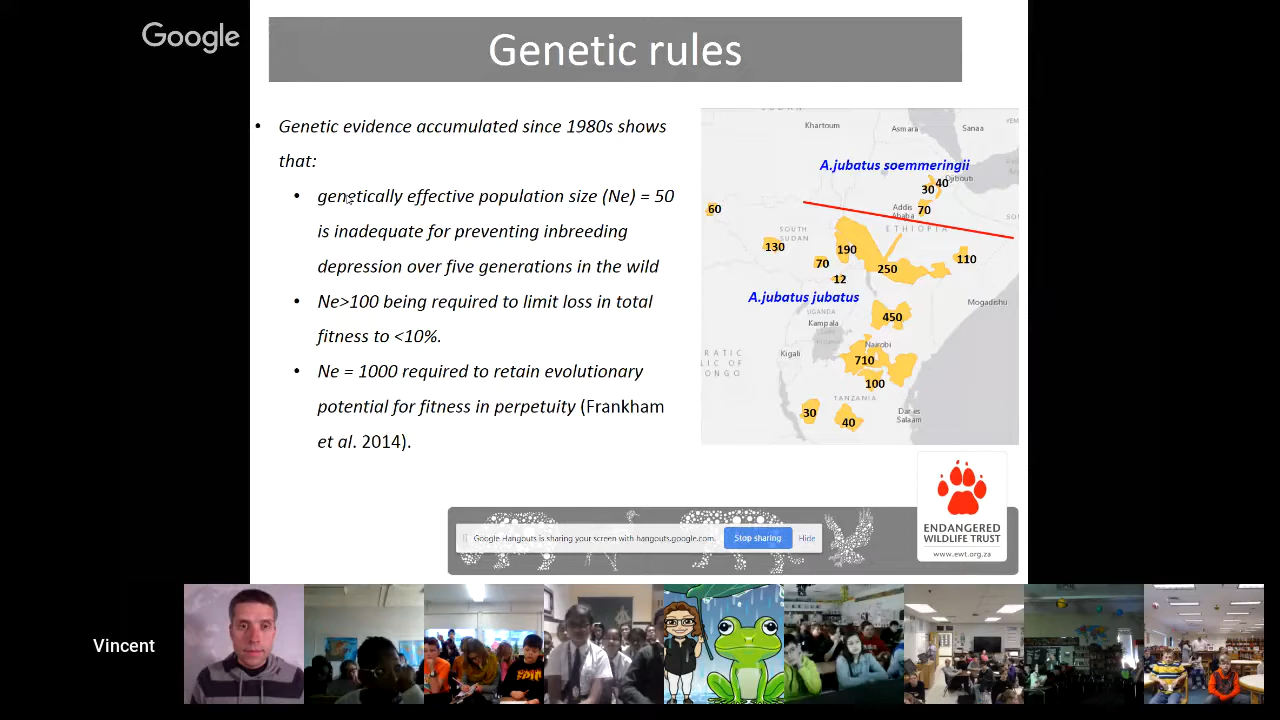 Google
Genetic rules
• Genetic evidence accumulated since 1980s shows
that:
• genetically effective population size (Ne) = 50
is inadequate for preventing inbreeding
depression over five generations in the wild
• Ne>100 being required to limit loss in total
fitness to <10%.
• Ne = 1000 required to retain evolutionary
potential for fitness in perpetuity (Frankham
et al. 2014).
Khartoum
Asmara
Sanaa
YEM
A.jubatus soemmeringii
40
Djibouti
30
60
Addis
Ababa
70
ETHIOPIA
SOUTH
SUDAN
130
190
110
70
250
12
A.jubatus jubatus
Mogadishu
UGANDA
450
Kampala
Nairobi
Kigali
710
RATIC
LIC OF
ONGO
100
TANZANIA
30
40
Dar es
Salaam
ENDANGERED
WILDLIFE TRUST
www.ewt.org.za
Google Hangouts is sharing your screen with hangouts.google.com.
Stop sharing
Hide
Vincent